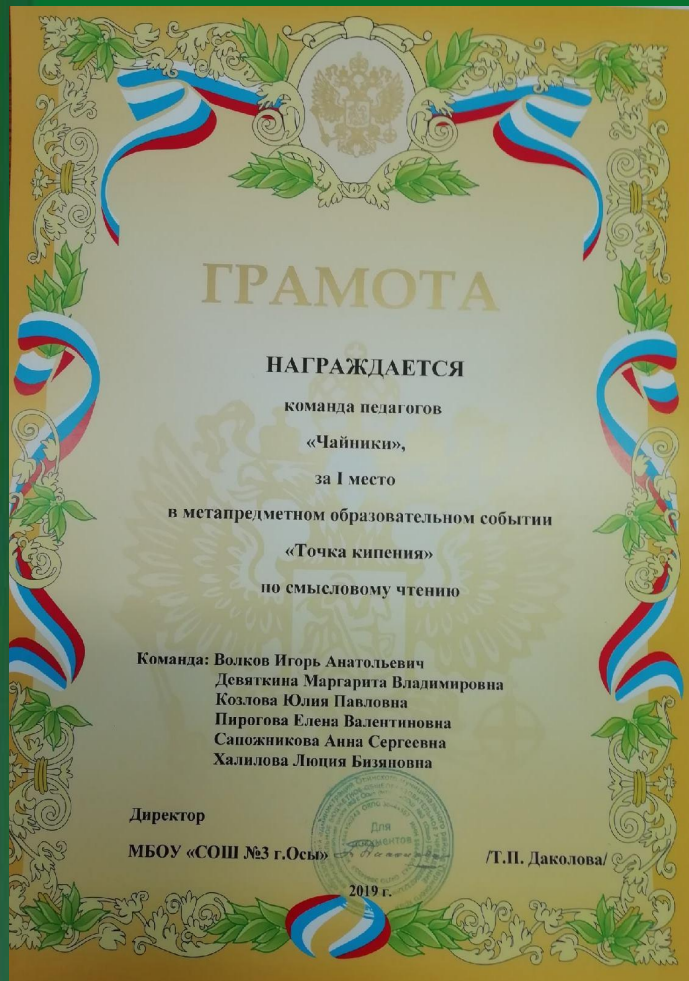 ГРАМОТА
НАГРАЖДАЕТСЯ
команда педагогов
«Чайники»,
за I место
в метапредметном образовательном событии
«Точка кипения»
по смысловому чтению
Команда: Волков Игорь Анатольевич
Девяткина Маргарита Владимировна
Козлова Юлия Павловна
Пирогова Елена Валентиновна
Сапожникова Анна Сергеевна
Халилова Люция Бизяновна
Директор
Для
документов
МБОУ «СОШ №3 г.Осы» /Т.П. Даколова/
2019 г.